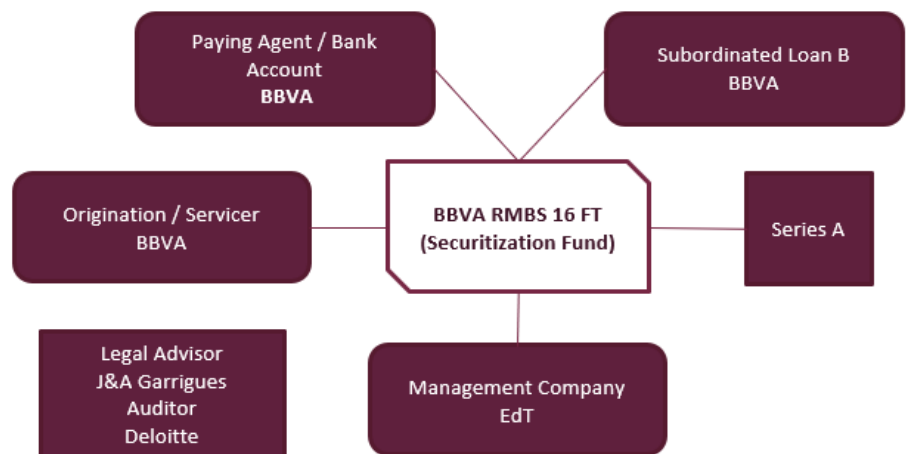 Paying Agent / Bank
Account
BBVA
Subordinated Loan B
BBVA
Origination / Servicer
BBVA
BBVA RMBS 16 FT
(Securitization Fund)
Series A
Legal Advisor
J&A Garrigues
Auditor
Deloitte
Management Company
EdT